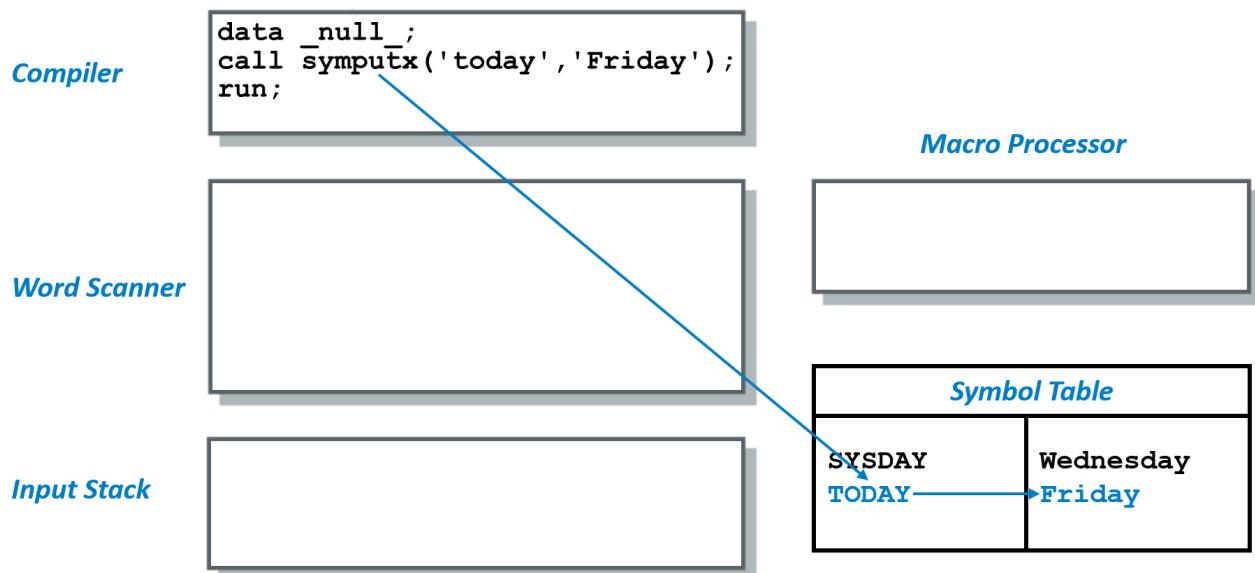 Compiler
data _null_;
call symputx('today','Friday');
run;
Macro Processor
Word Scanner
Symbol Table
SYSDAY Wednesday
TODAY Friday
Input Stack